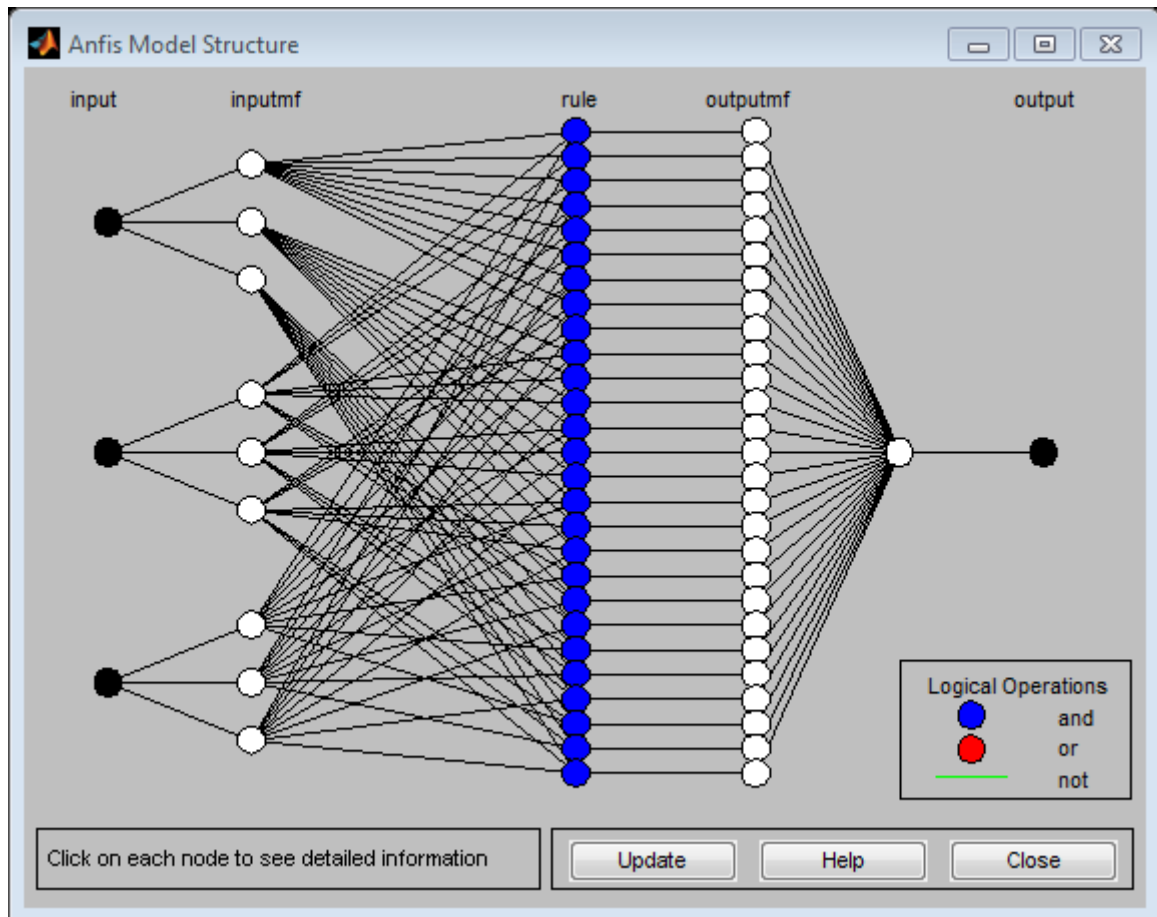 Anfis Model Structure
input inputmf rule outputmf output
Logical Operations
and
or
not
Click on each node to see detailed information
Update Help Close